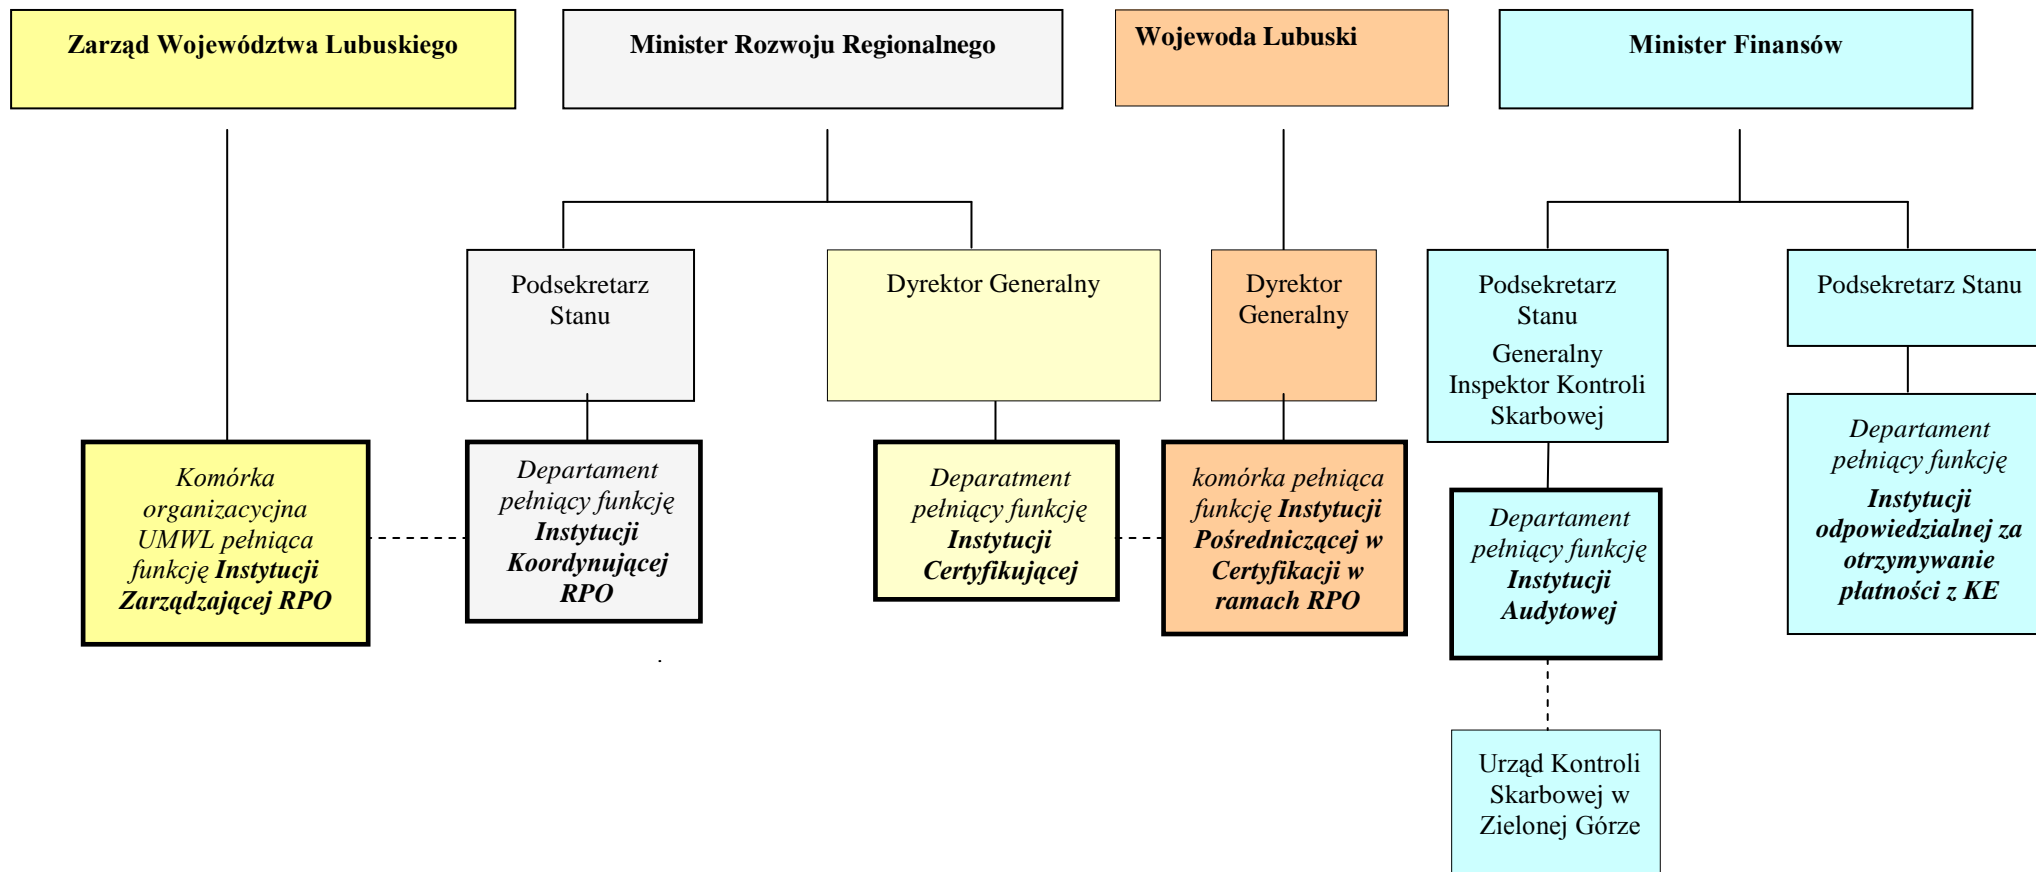 Zarząd Województwa Lubuskiego
Minister Rozwoju Regionalnego
Wojewoda Lubuski
Minister Finansów
Podsekretarz
Stanu
Dyrektor Generalny
Dyrektor
Generalny
Podsekretarz
Stanu
Generalny
Inspektor Kontroli
Skarbowej
Podsekretarz Stanu
Komórka
organizacyjna
UMWL pełniąca
funkcję Instytucji
Zarządzającej RPO
Departament
pełniący funkcję
Instytucji
Koordynującej
RPO
Deparatment
pełniący funkcję
Instytucji
Certyfikującej
komórka pełniąca
funkcję Instytucji
Pośredniczącej w
Certyfikacji w
ramach RPO
Departament
pełniący funkcję
Instytucji
Audytowej
Departament
pełniący funkcję
Instytucji
odpowiedzialnej za
otrzymywanie
płatności z KE
Urząd Kontroli
Skarbowej w
Zielonej Górze